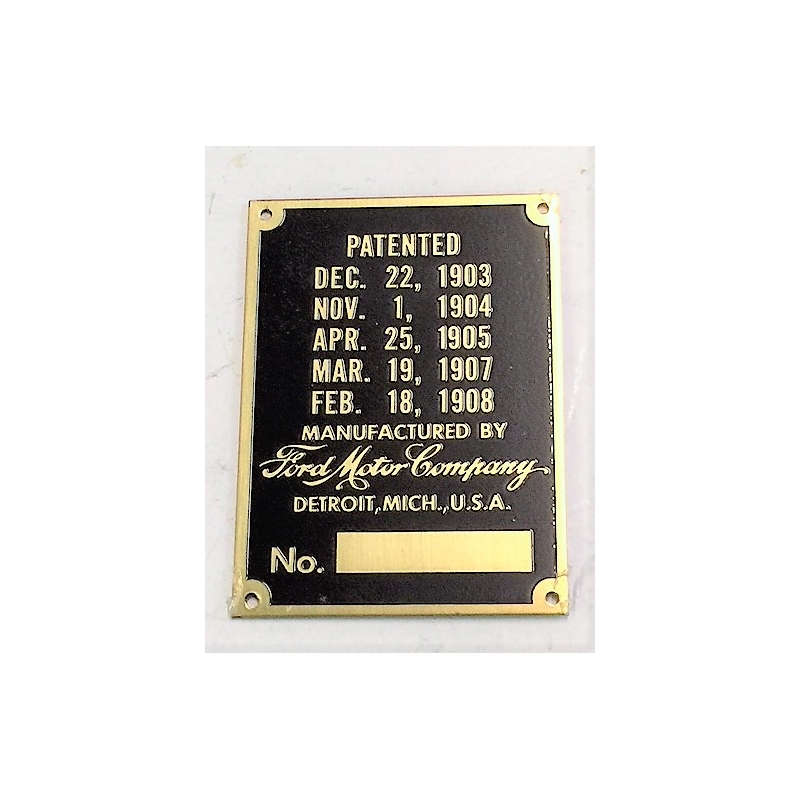 PATENTED
DEC. 22, 1903
NOV. 1, 1904
APR. 25, 1905
MAR. 19, 1907
FEB. 18, 1908
MANUFACTURED BY
Ford Motor Company
DETROIT, MICH., U.S.A.
No.